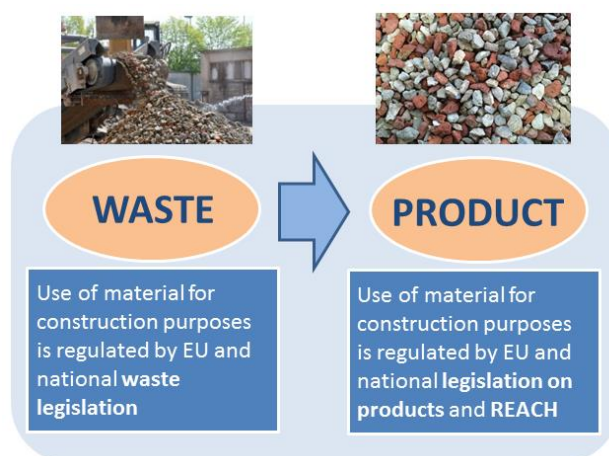 WASTE
PRODUCT
Use of material for
construction purposes
is regulated by EU and
national waste
legislation
Use of material for
construction purposes
is regulated by EU and
national legislation on
products and REACH